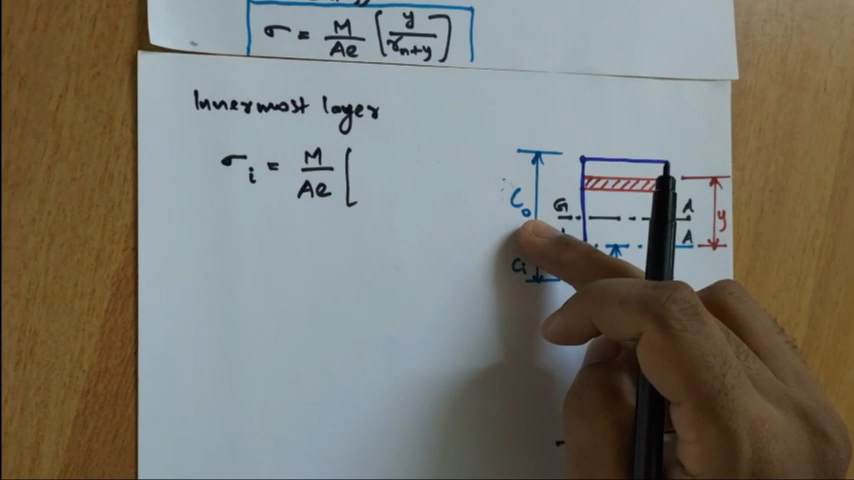 σ = M/Ae [y/rn+y]
Innermost layer
σi = M/Ae [
Co
G
A
y
A
Ci